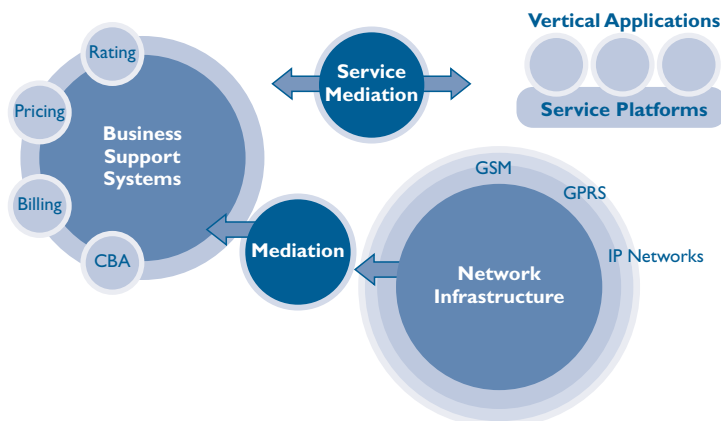 Vertical Applications
Rating
Service
Mediation
Pricing
Service Platforms
Business
Support
Systems
GSM
GPRS
Billing
Mediation
IP Networks
CBA
Network
Infrastructure